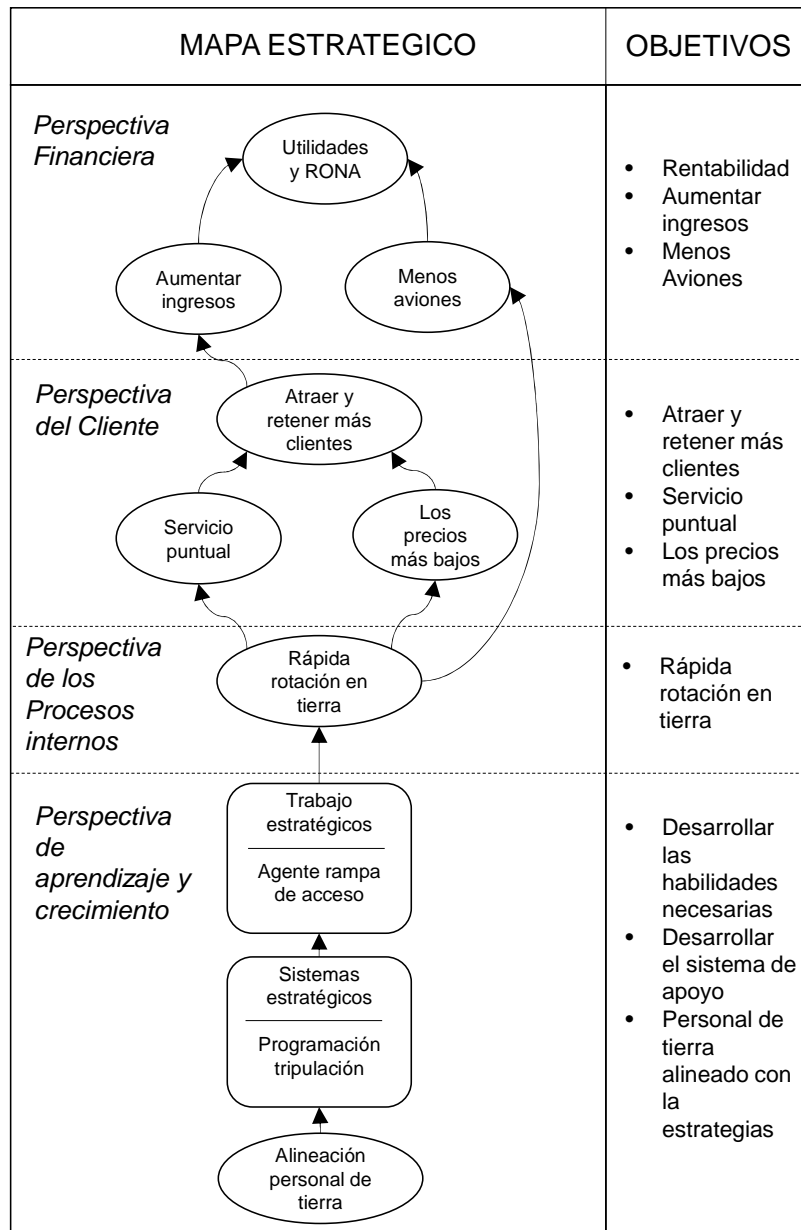 MAPA ESTRATEGICO
OBJETIVOS
Perspectiva
Financiera
Utilidades
y RONA
Aumentar
ingresos
Menos
aviones
• Rentabilidad
• Aumentar
ingresos
• Menos
Aviones
Perspectiva
del Cliente
Atraer y
retener más
clientes
Servicio
puntual
Los
precios
más bajos
• Atraer y
retener más
clientes
• Servicio
puntual
• Los precios
más bajos
Perspectiva
de los
Procesos
internos
Rápida
rotación en
tierra
• Rápida
rotación en
tierra
Perspectiva
de
aprendizaje y
crecimiento
Trabajo
estratégicos
Agente rampa
de acceso
Sistemas
estratégicos
Programación
tripulación
Alineación
personal de
tierra
• Desarrollar
las
habilidades
necesarias
• Desarrollar
el sistema de
apoyo
• Personal de
tierra
alineado con
la
estrategias